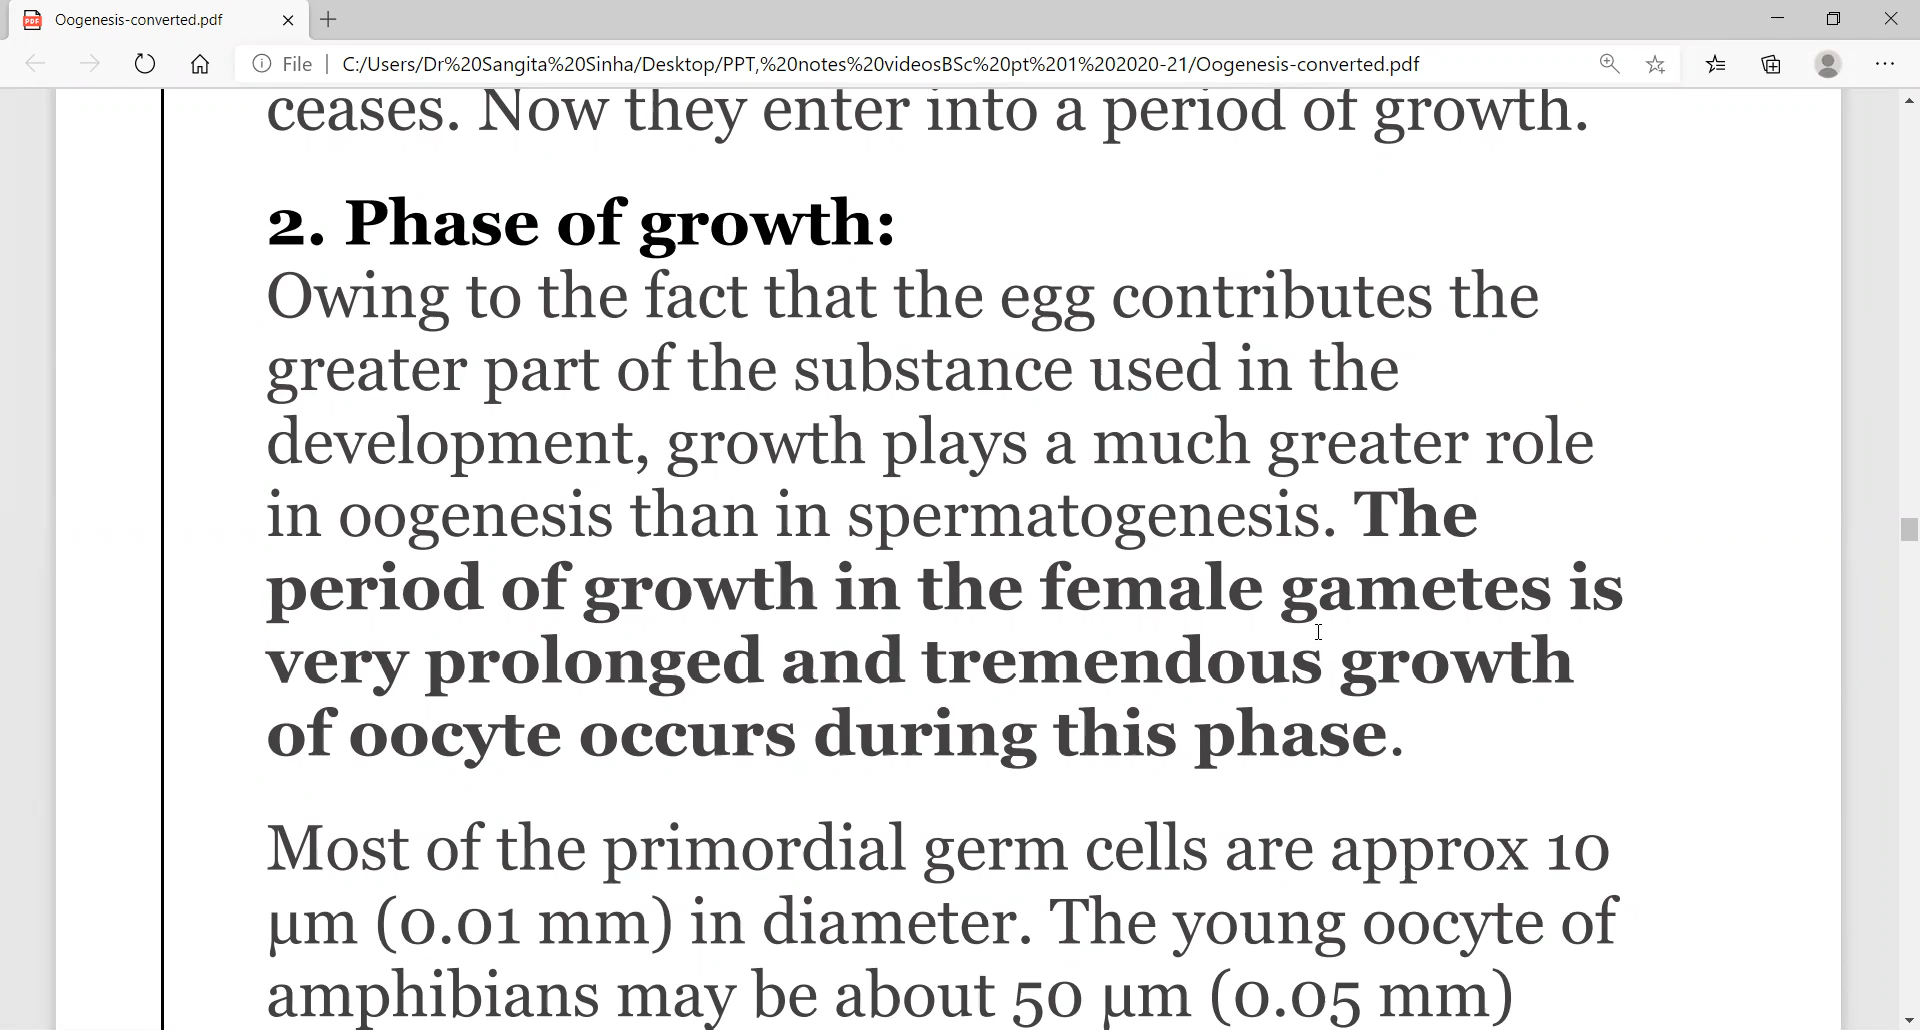 Oogenesis-converted.pdf
File | C:/Users/Dr%20Sangita%20Sinha/Desktop/PPT,%20notes%20videosBSc%20pt%201%202020-21/Oogenesis-converted.pdf
ceases. Now they enter into a period of growth.
2. Phase of growth:
Owing to the fact that the egg contributes the
greater part of the substance used in the
development, growth plays a much greater role
in oogenesis than in spermatogenesis. The
period of growth in the female gametes is
very prolonged and tremendous growth
of oocyte occurs during this phase.
Most of the primordial germ cells are approx 10
µm (0.01 mm) in diameter. The young oocyte of
amphibians may be about 50 µm (0.05 mm)